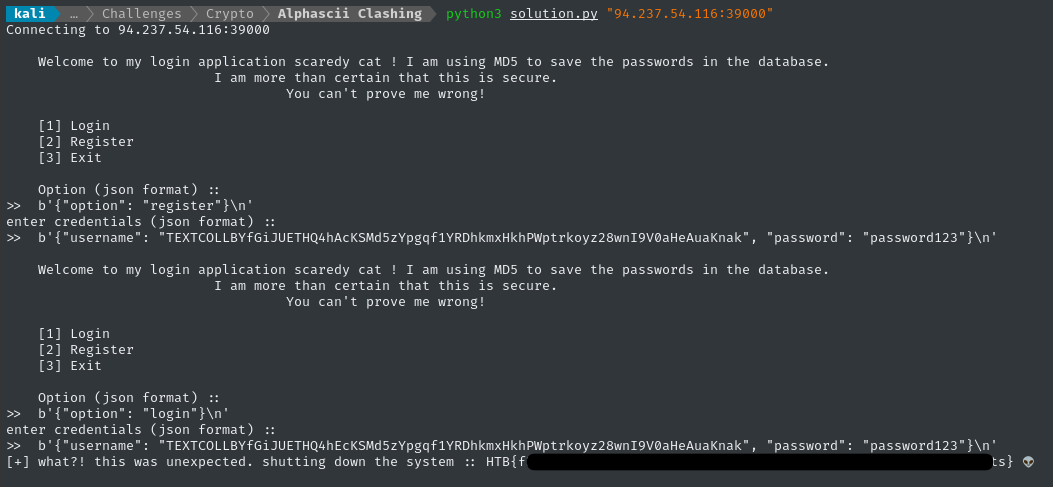 kali … Challenges Crypto Alphascii Clashing python3 solution.py "94.237.54.116:39000"
Connecting to 94.237.54.116:39000
Welcome to my login application scaredy cat ! I am using MD5 to save the passwords in the database.
I am more than certain that this is secure.
You can't prove me wrong!
[1] Login
[2] Register
[3] Exit
Option (json format) ::
>> b'{"option": "register"}\n'
enter credentials (json format) ::
>> b'{"username": "TEXTCOLLBYfGiJUETHQ4hAcKSMd5zYpgqf1YRDhkmxHkhPWptrkoyz28wnI9V0aHeAuaKnak", "password": "password123"}\n'
Welcome to my login application scaredy cat ! I am using MD5 to save the passwords in the database.
I am more than certain that this is secure.
You can't prove me wrong!
[1] Login
[2] Register
[3] Exit
Option (json format) ::
>> b'{"option": "login"}\n'
enter credentials (json format) ::
>> b'{"username": "TEXTCOLLBYfGiJUETHQ4hEcKSMd5zYpgqf1YRDhkmxHkhPWptrkoyz28wnI9V0aHeAuaKnak", "password": "password123"}\n'
[+] what?! this was unexpected. shutting down the system :: HTB{f ts} 👽